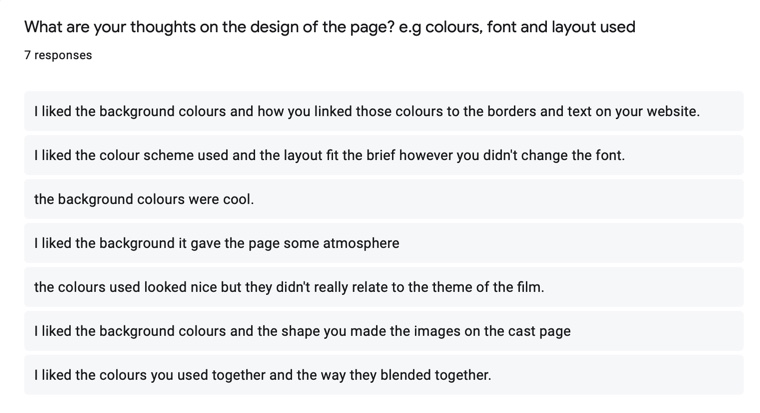 What are your thoughts on the design of the page? e.g colours, font and layout used
7 responses
I liked the background colours and how you linked those colours to the borders and text on your website.
I liked the colour scheme used and the layout fit the brief however you didn't change the font.
the background colours were cool.
I liked the background it gave the page some atmosphere
the colours used looked nice but they didn't really relate to the theme of the film.
I liked the background colours and the shape you made the images on the cast page
I liked the colours you used together and the way they blended together.